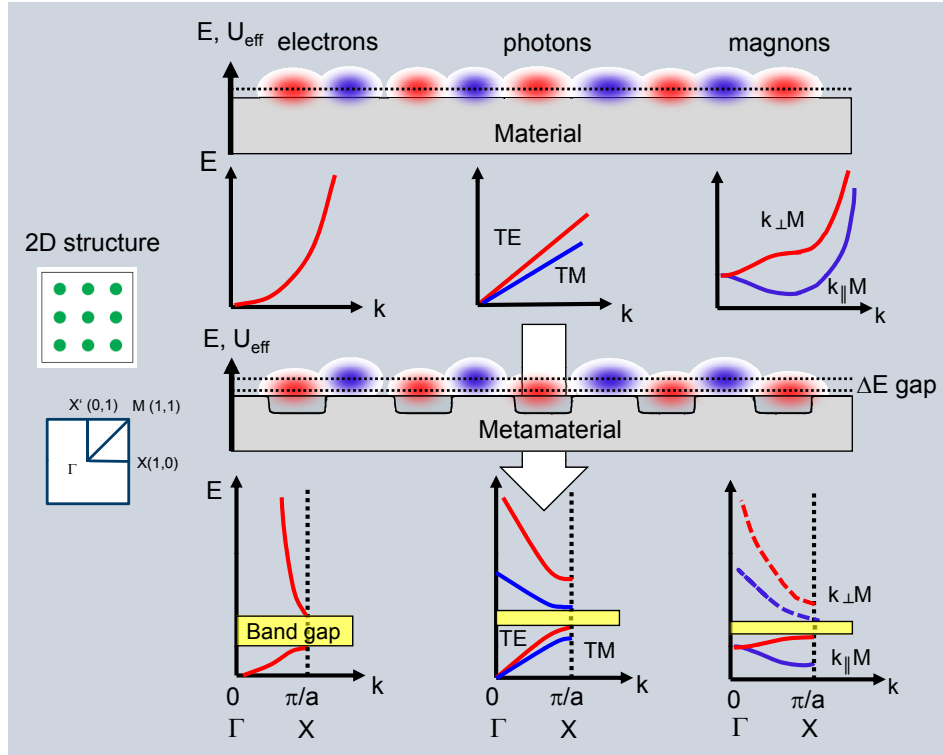 E, U_eff electrons photons magnons
Material
E
TE
TM
k⊥M
k∥M
k k k
2D structure
E, U_eff
ΔE gap
Metamaterial
X' (0,1) M (1,1)
Γ X(1,0)
E
Band gap
TE TM
k⊥M
k∥M
k k k
0 π/a 0 π/a 0 π/a
Γ X Γ X Γ X